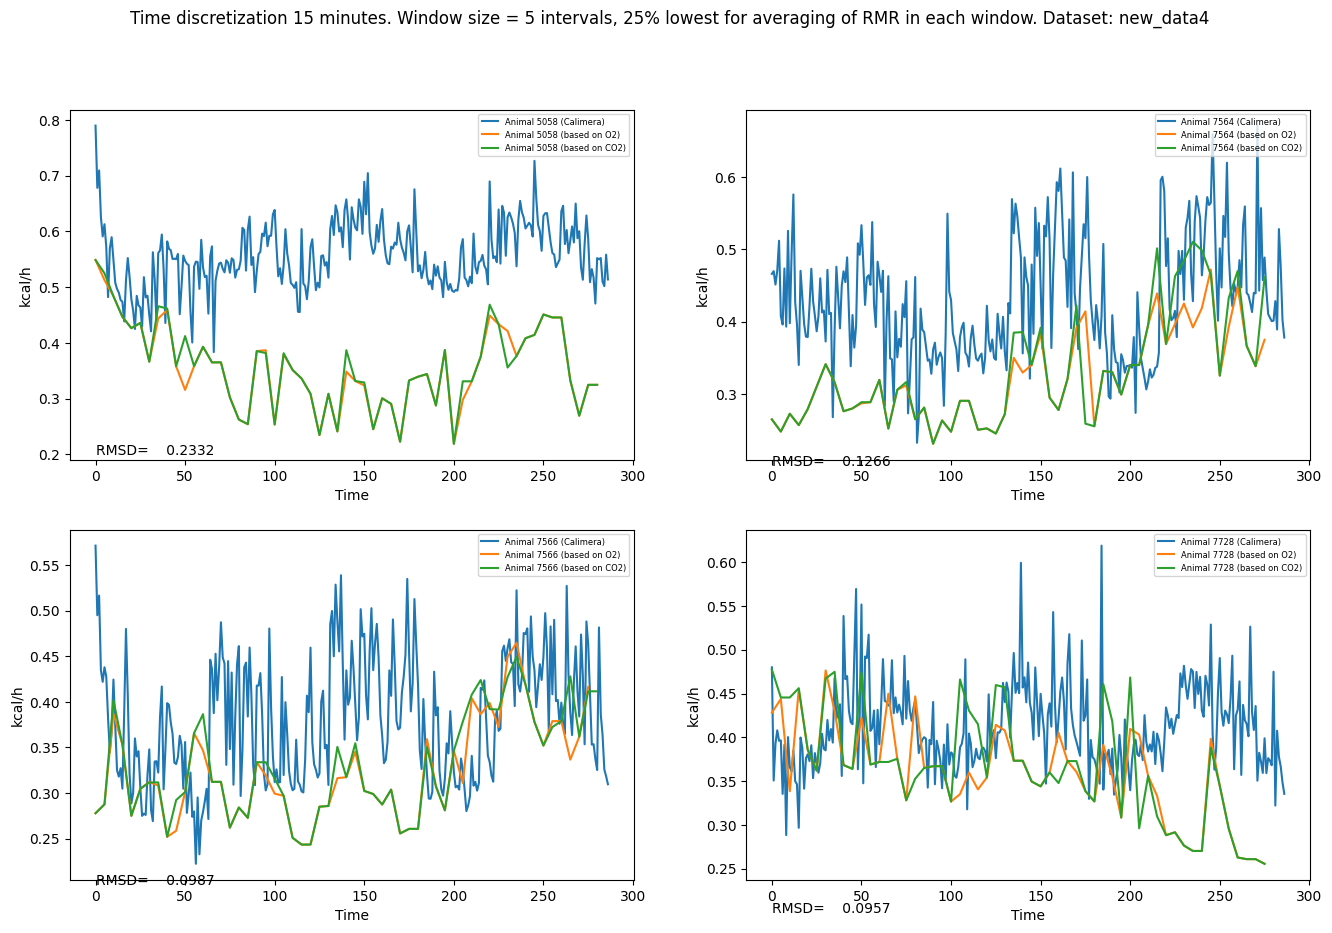 Time discretization 15 minutes. Window size = 5 intervals, 25% lowest for averaging of RMR in each window. Dataset: new_data4
Animal 5058 (Calimera)
Animal 5058 (based on O2)
Animal 5058 (based on CO2)
0.8
0.7
0.6
0.5
0.4
0.3
0.2
kcal/h
RMSD= 0.2332
0 50 100 150 200 250 300
Time
Animal 7564 (Calimera)
Animal 7564 (based on O2)
Animal 7564 (based on CO2)
0.6
0.5
0.4
0.3
kcal/h
RMSD= 0.1266
0 50 100 150 200 250 300
Time
Animal 7566 (Calimera)
Animal 7566 (based on O2)
Animal 7566 (based on CO2)
0.55
0.50
0.45
0.40
0.35
0.30
0.25
kcal/h
RMSD= 0.0987
0 50 100 150 200 250 300
Time
Animal 7728 (Calimera)
Animal 7728 (based on O2)
Animal 7728 (based on CO2)
0.60
0.55
0.50
0.45
0.40
0.35
0.30
0.25
kcal/h
0 50 100 150 200 250 300
RMSD= 0.0957
Time